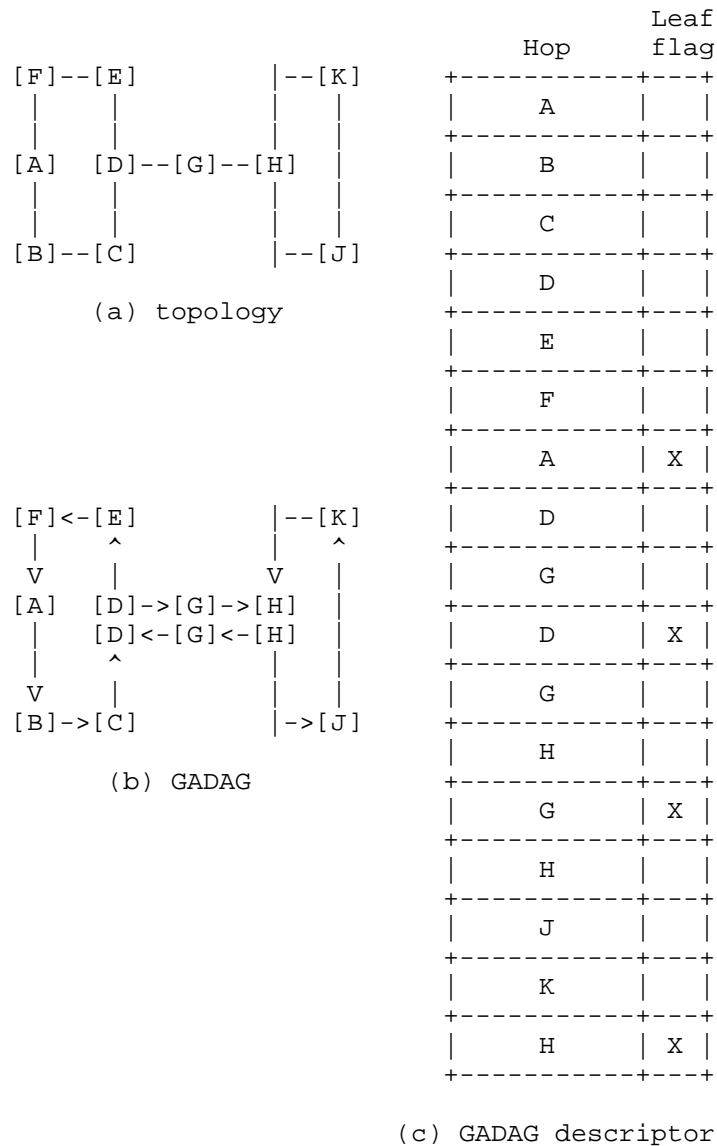 Leaf
                                            Hop       flag
[F]--[E]           |--[K]            +-----------+---+
 |    |            |   |             |     A     |   |
 |    |            |   |             +-----------+---+
[A]  [D]--[G]--[H]     |             |     B     |   |
 |    |            |   |             +-----------+---+
 |    |            |   |             |     C     |   |
[B]--[C]           |--[J]            +-----------+---+
                                     |     D     |   |
     (a) topology                    +-----------+---+
                                     |     E     |   |
                                     +-----------+---+
                                     |     F     |   |
                                     +-----------+---+
                                     |     A     | X |
                                     +-----------+---+
[F]<-[E]           |--[K]            |     D     |   |
 |    ^            |   ^             +-----------+---+
 V    |            V   |             |     G     |   |
[A]  [D]->[G]->[H]     |             +-----------+---+
 |   [D]<-[G]<-[H]     |             |     D     | X |
 |    ^            |   |             +-----------+---+
 V    |            |   |             |     G     |   |
[B]->[C]           |->[J]            +-----------+---+
                                     |     H     |   |
      (b) GADAG                      +-----------+---+
                                     |     G     | X |
                                     +-----------+---+
                                     |     H     |   |
                                     +-----------+---+
                                     |     J     |   |
                                     +-----------+---+
                                     |     K     |   |
                                     +-----------+---+
                                     |     H     | X |
                                     +-----------+---+
                                  (c) GADAG descriptor